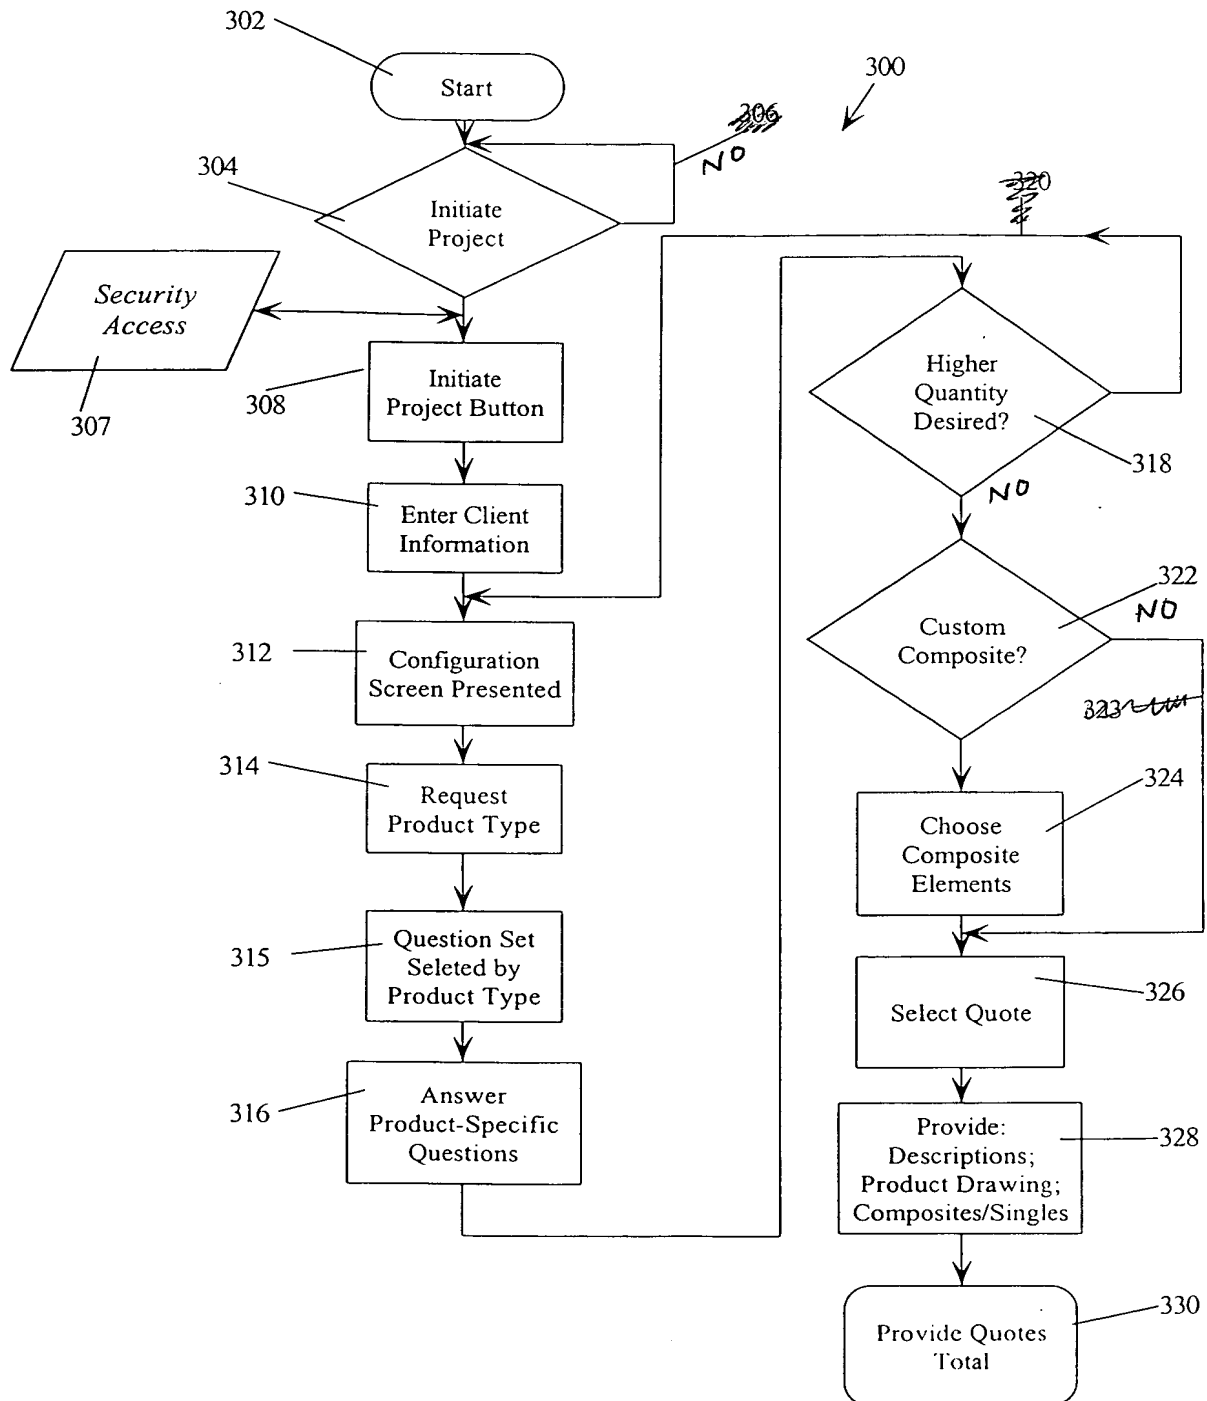 302
Start
300
306
NO
304
Initiate
Project
320
Security
Access
307
308
Initiate
Project Button
Higher
Quantity
Desired?
318
NO
310
Enter Client
Information
322
NO
Custom
Composite?
312
Configuration
Screen Presented
323
314
Request
Product Type
324
Choose
Composite
Elements
315
Question Set
Seleted by
Product Type
326
Select Quote
316
Answer
Product-Specific
Questions
328
Provide:
Descriptions;
Product Drawing;
Composites/Singles
330
Provide Quotes
Total